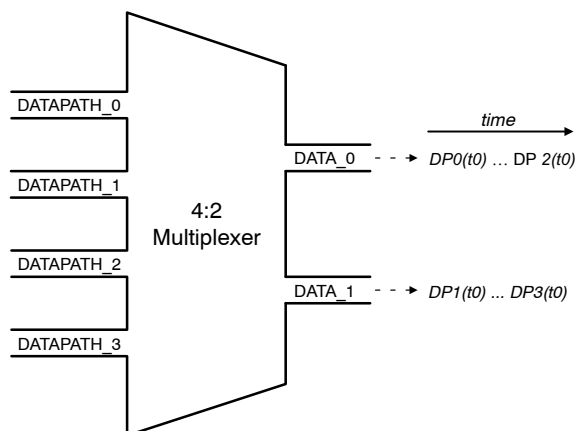 DATAPATH_0
DATAPATH_1
DATAPATH_2
DATAPATH_3
4:2
Multiplexer
DATA_0
DATA_1
time
DP0(t0) … DP 2(t0)
DP1(t0) ... DP3(t0)